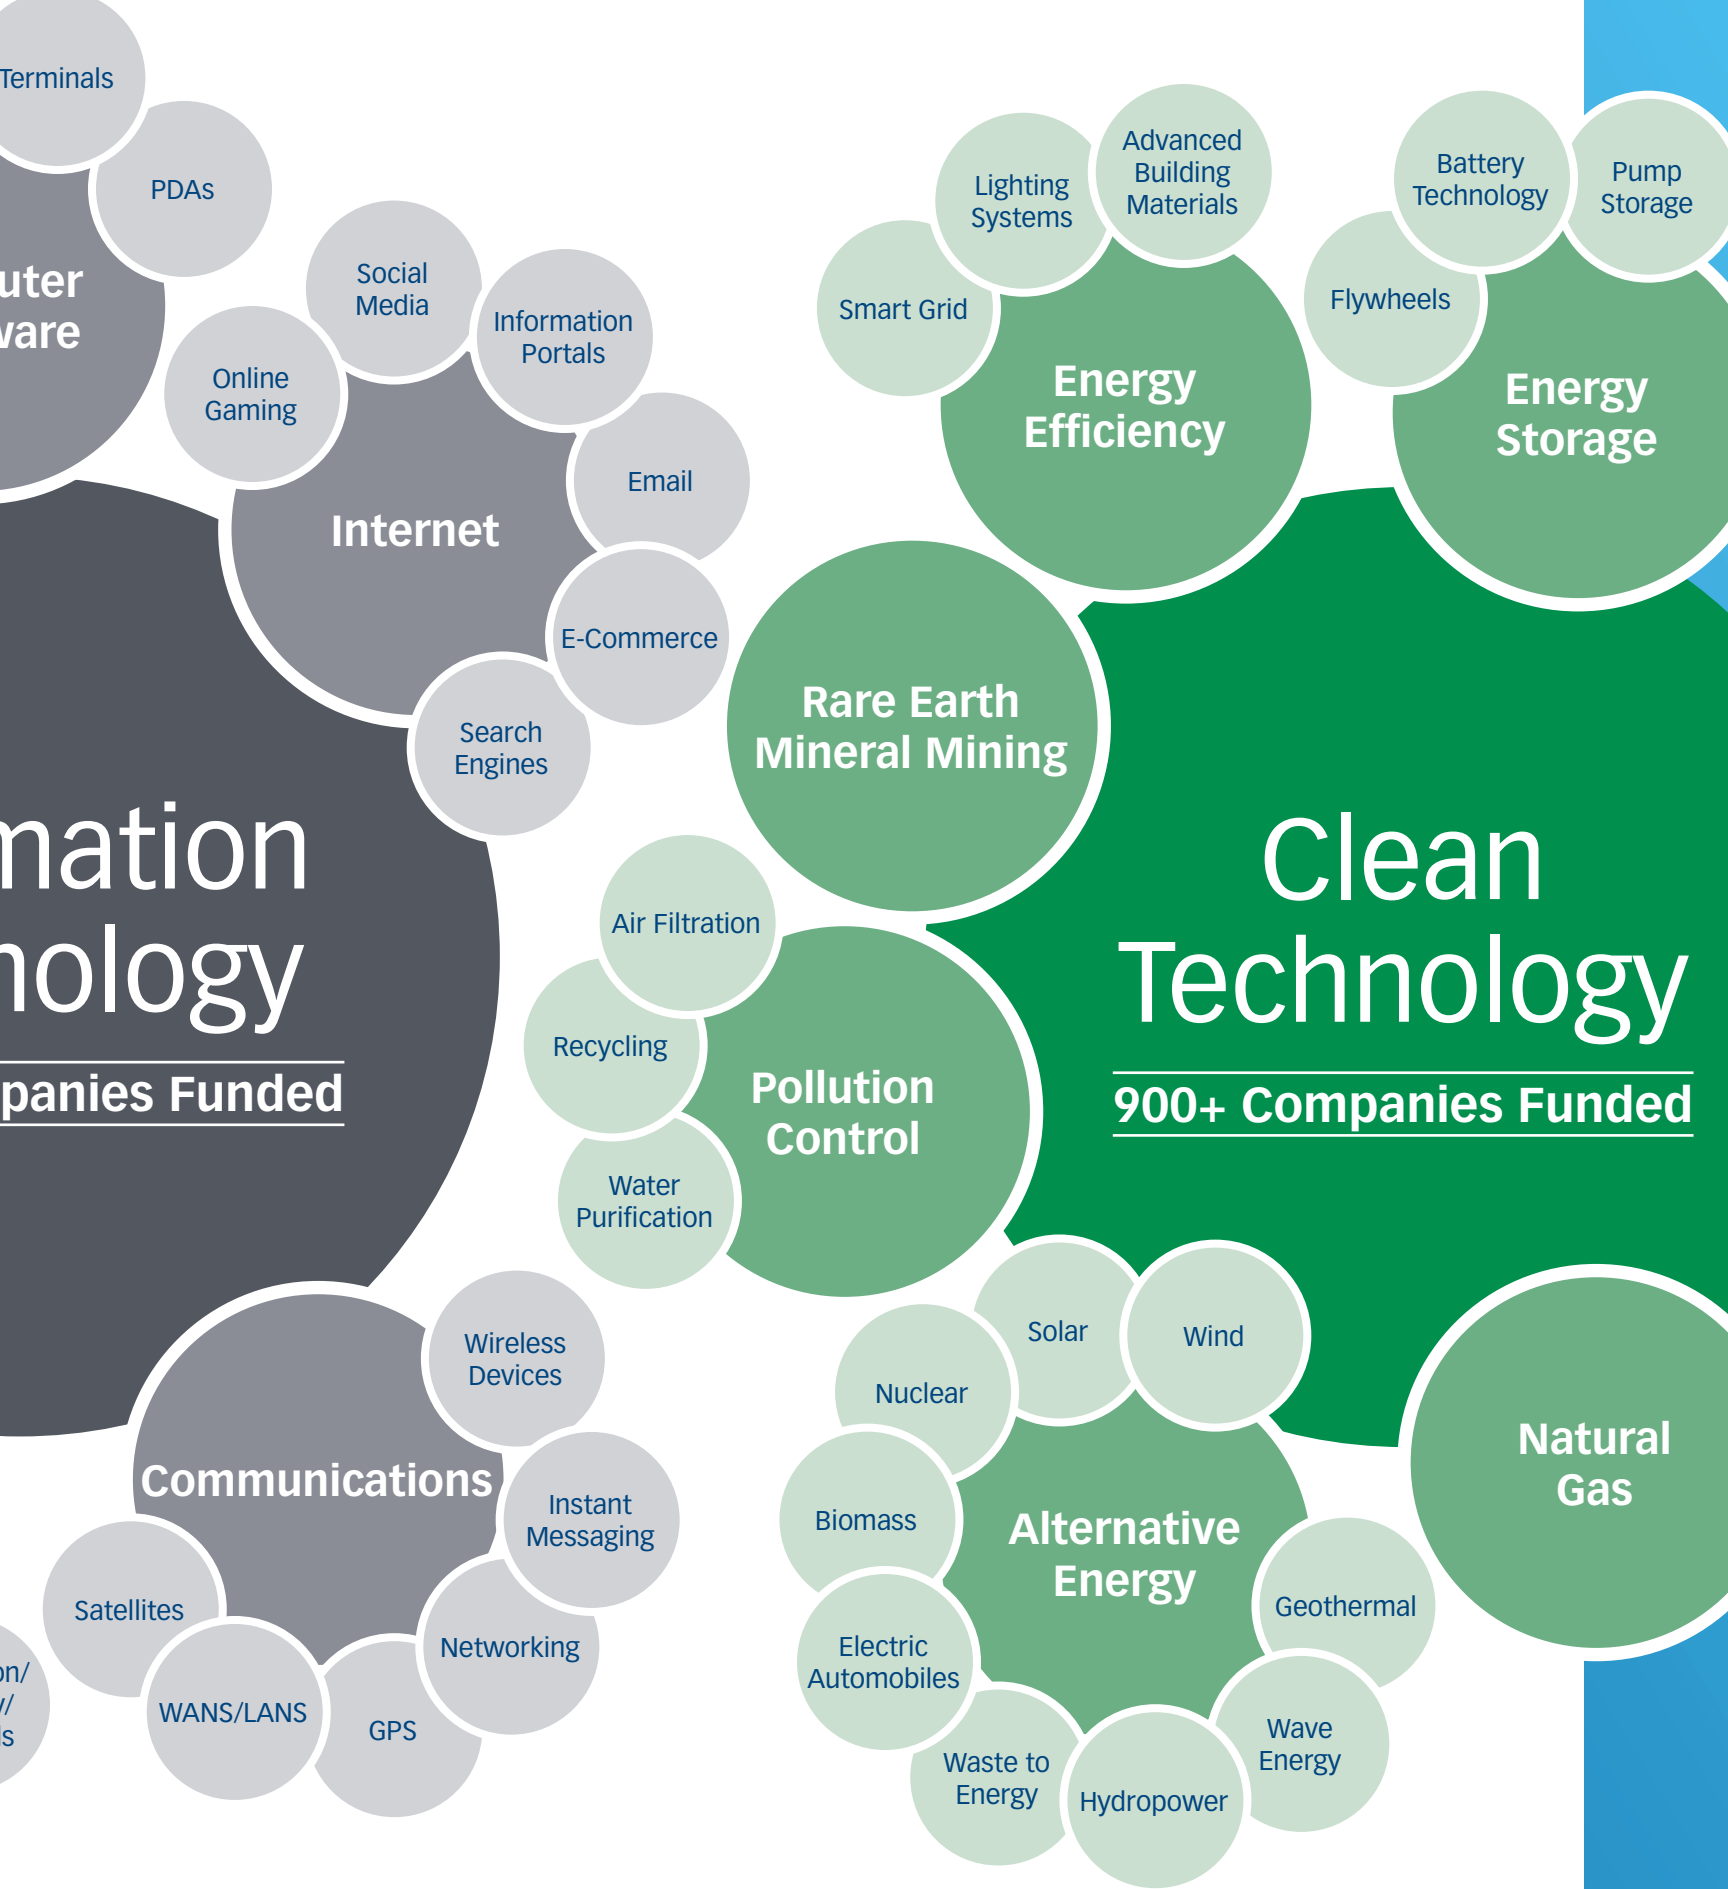 Terminals
PDAs
uter
ware
Social
Media
Information
Portals
Online
Gaming
Email
Internet
E-Commerce
Search
Engines
mation
nology
panies Funded
Wireless
Devices
Communications
Instant
Messaging
Satellites
Networking
WANS/LANS
GPS
on/
y/
ls
Advanced
Building
Materials
Lighting
Systems
Smart Grid
Energy
Efficiency
Battery
Technology
Pump
Storage
Flywheels
Energy
Storage
Rare Earth
Mineral Mining
Clean
Technology
900+ Companies Funded
Air Filtration
Recycling
Pollution
Control
Water
Purification
Solar
Wind
Nuclear
Biomass
Alternative
Energy
Natural
Gas
Geothermal
Electric
Automobiles
Waste to
Energy
Hydropower
Wave
Energy